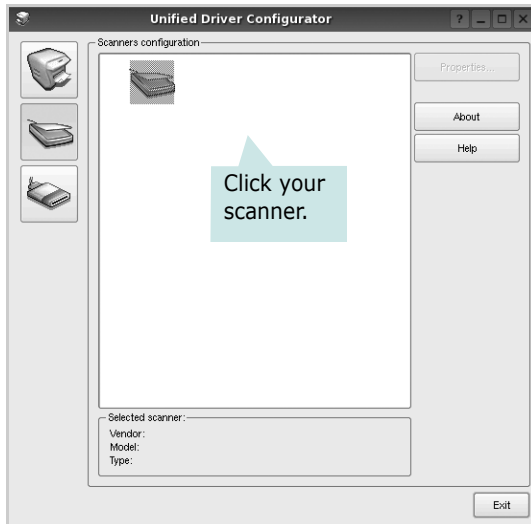 Unified Driver Configurator
Scanners configuration
Properties...
About
Help
Click your
scanner.
Selected scanner:
Vendor:
Model:
Type:
Exit